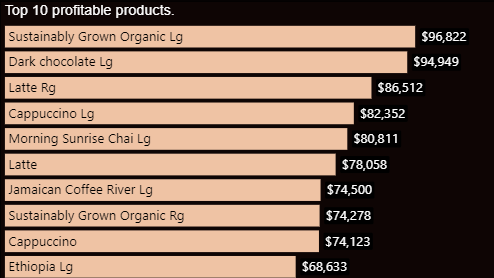 Top 10 profitable products.
Sustainably Grown Organic Lg $96,822
Dark chocolate Lg $94,949
Latte Rg $86,512
Cappuccino Lg $82,352
Morning Sunrise Chai Lg $80,811
Latte $78,058
Jamaican Coffee River Lg $74,500
Sustainably Grown Organic Rg $74,278
Cappuccino $74,123
Ethiopia Lg $68,633